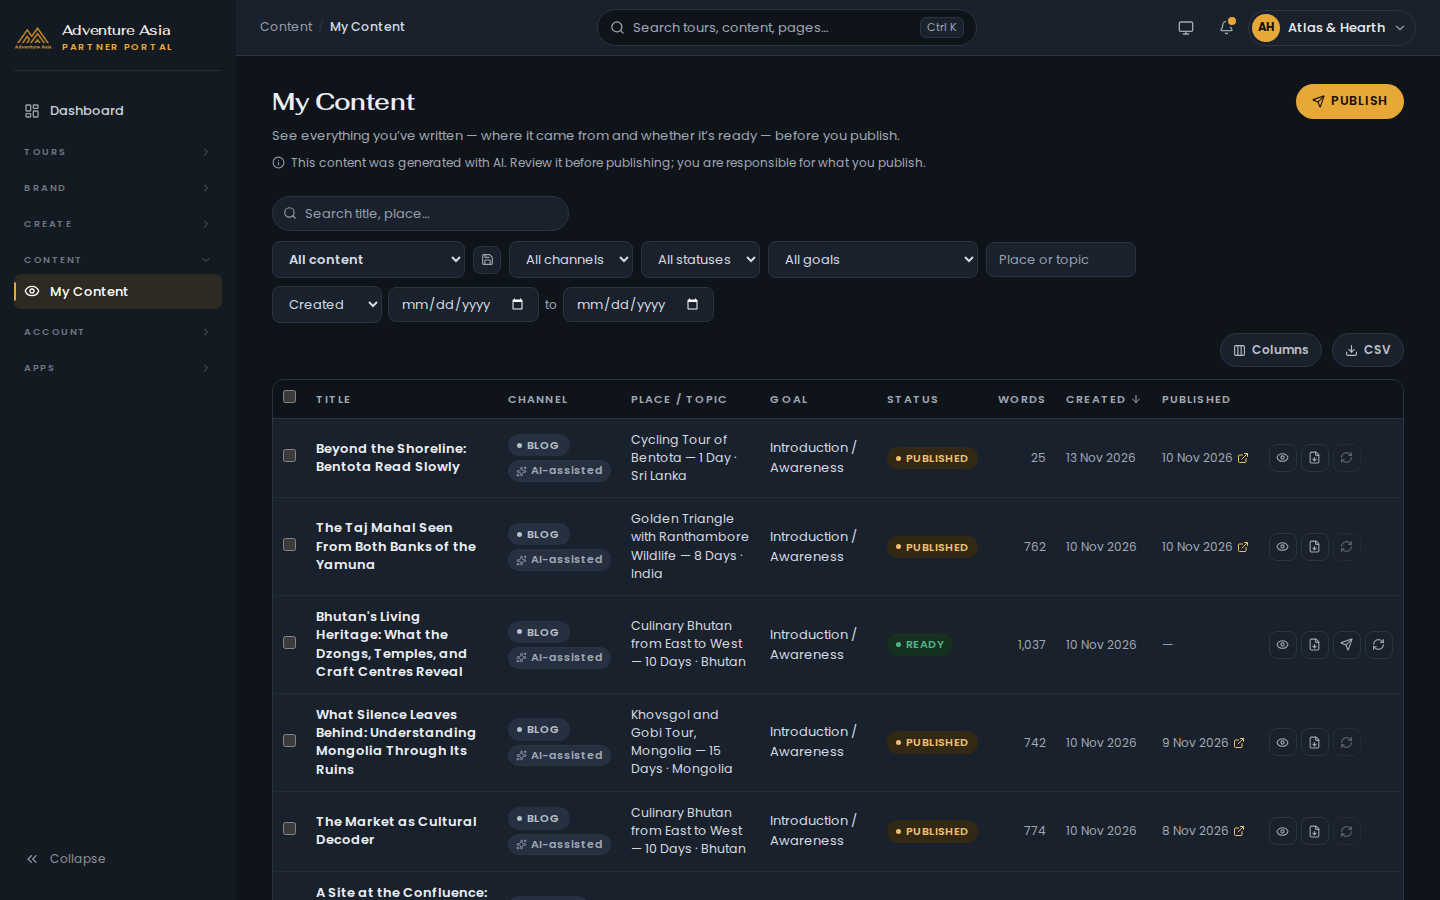 Adventure Asia
Adventure Asia
PARTNER PORTAL
Dashboard
TOURS
BRAND
CREATE
CONTENT
My Content
ACCOUNT
APPS
Collapse
Content / My Content
Search tours, content, pages...
Ctrl K
AH
Atlas & Hearth
My Content
PUBLISH
See everything you've written — where it came from and whether it's ready — before you publish.
This content was generated with AI. Review it before publishing; you are responsible for what you publish.
Search title, place...
All content
All channels
All statuses
All goals
Place or topic
Created
mm/dd/yyyy
to
mm/dd/yyyy
Columns
CSV
TITLE
CHANNEL
PLACE / TOPIC
GOAL
STATUS
WORDS
CREATED
PUBLISHED
Beyond the Shoreline:
Bentota Read Slowly
BLOG
AI-assisted
Cycling Tour of
Bentota — 1 Day ·
Sri Lanka
Introduction /
Awareness
PUBLISHED
25
13 Nov 2026
10 Nov 2026
The Taj Mahal Seen
From Both Banks of the
Yamuna
BLOG
AI-assisted
Golden Triangle
with Ranthambore
Wildlife — 8 Days ·
India
Introduction /
Awareness
PUBLISHED
762
10 Nov 2026
10 Nov 2026
Bhutan's Living
Heritage: What the
Dzongs, Temples, and
Craft Centres Reveal
BLOG
AI-assisted
Culinary Bhutan
from East to West
— 10 Days · Bhutan
Introduction /
Awareness
READY
1,037
10 Nov 2026
—
What Silence Leaves
Behind: Understanding
Mongolia Through Its
Ruins
BLOG
AI-assisted
Khovsgol and
Gobi Tour,
Mongolia — 15
Days · Mongolia
Introduction /
Awareness
PUBLISHED
742
10 Nov 2026
9 Nov 2026
The Market as Cultural
Decoder
BLOG
AI-assisted
Culinary Bhutan
from East to West
— 10 Days · Bhutan
Introduction /
Awareness
PUBLISHED
774
10 Nov 2026
8 Nov 2026
A Site at the Confluence: